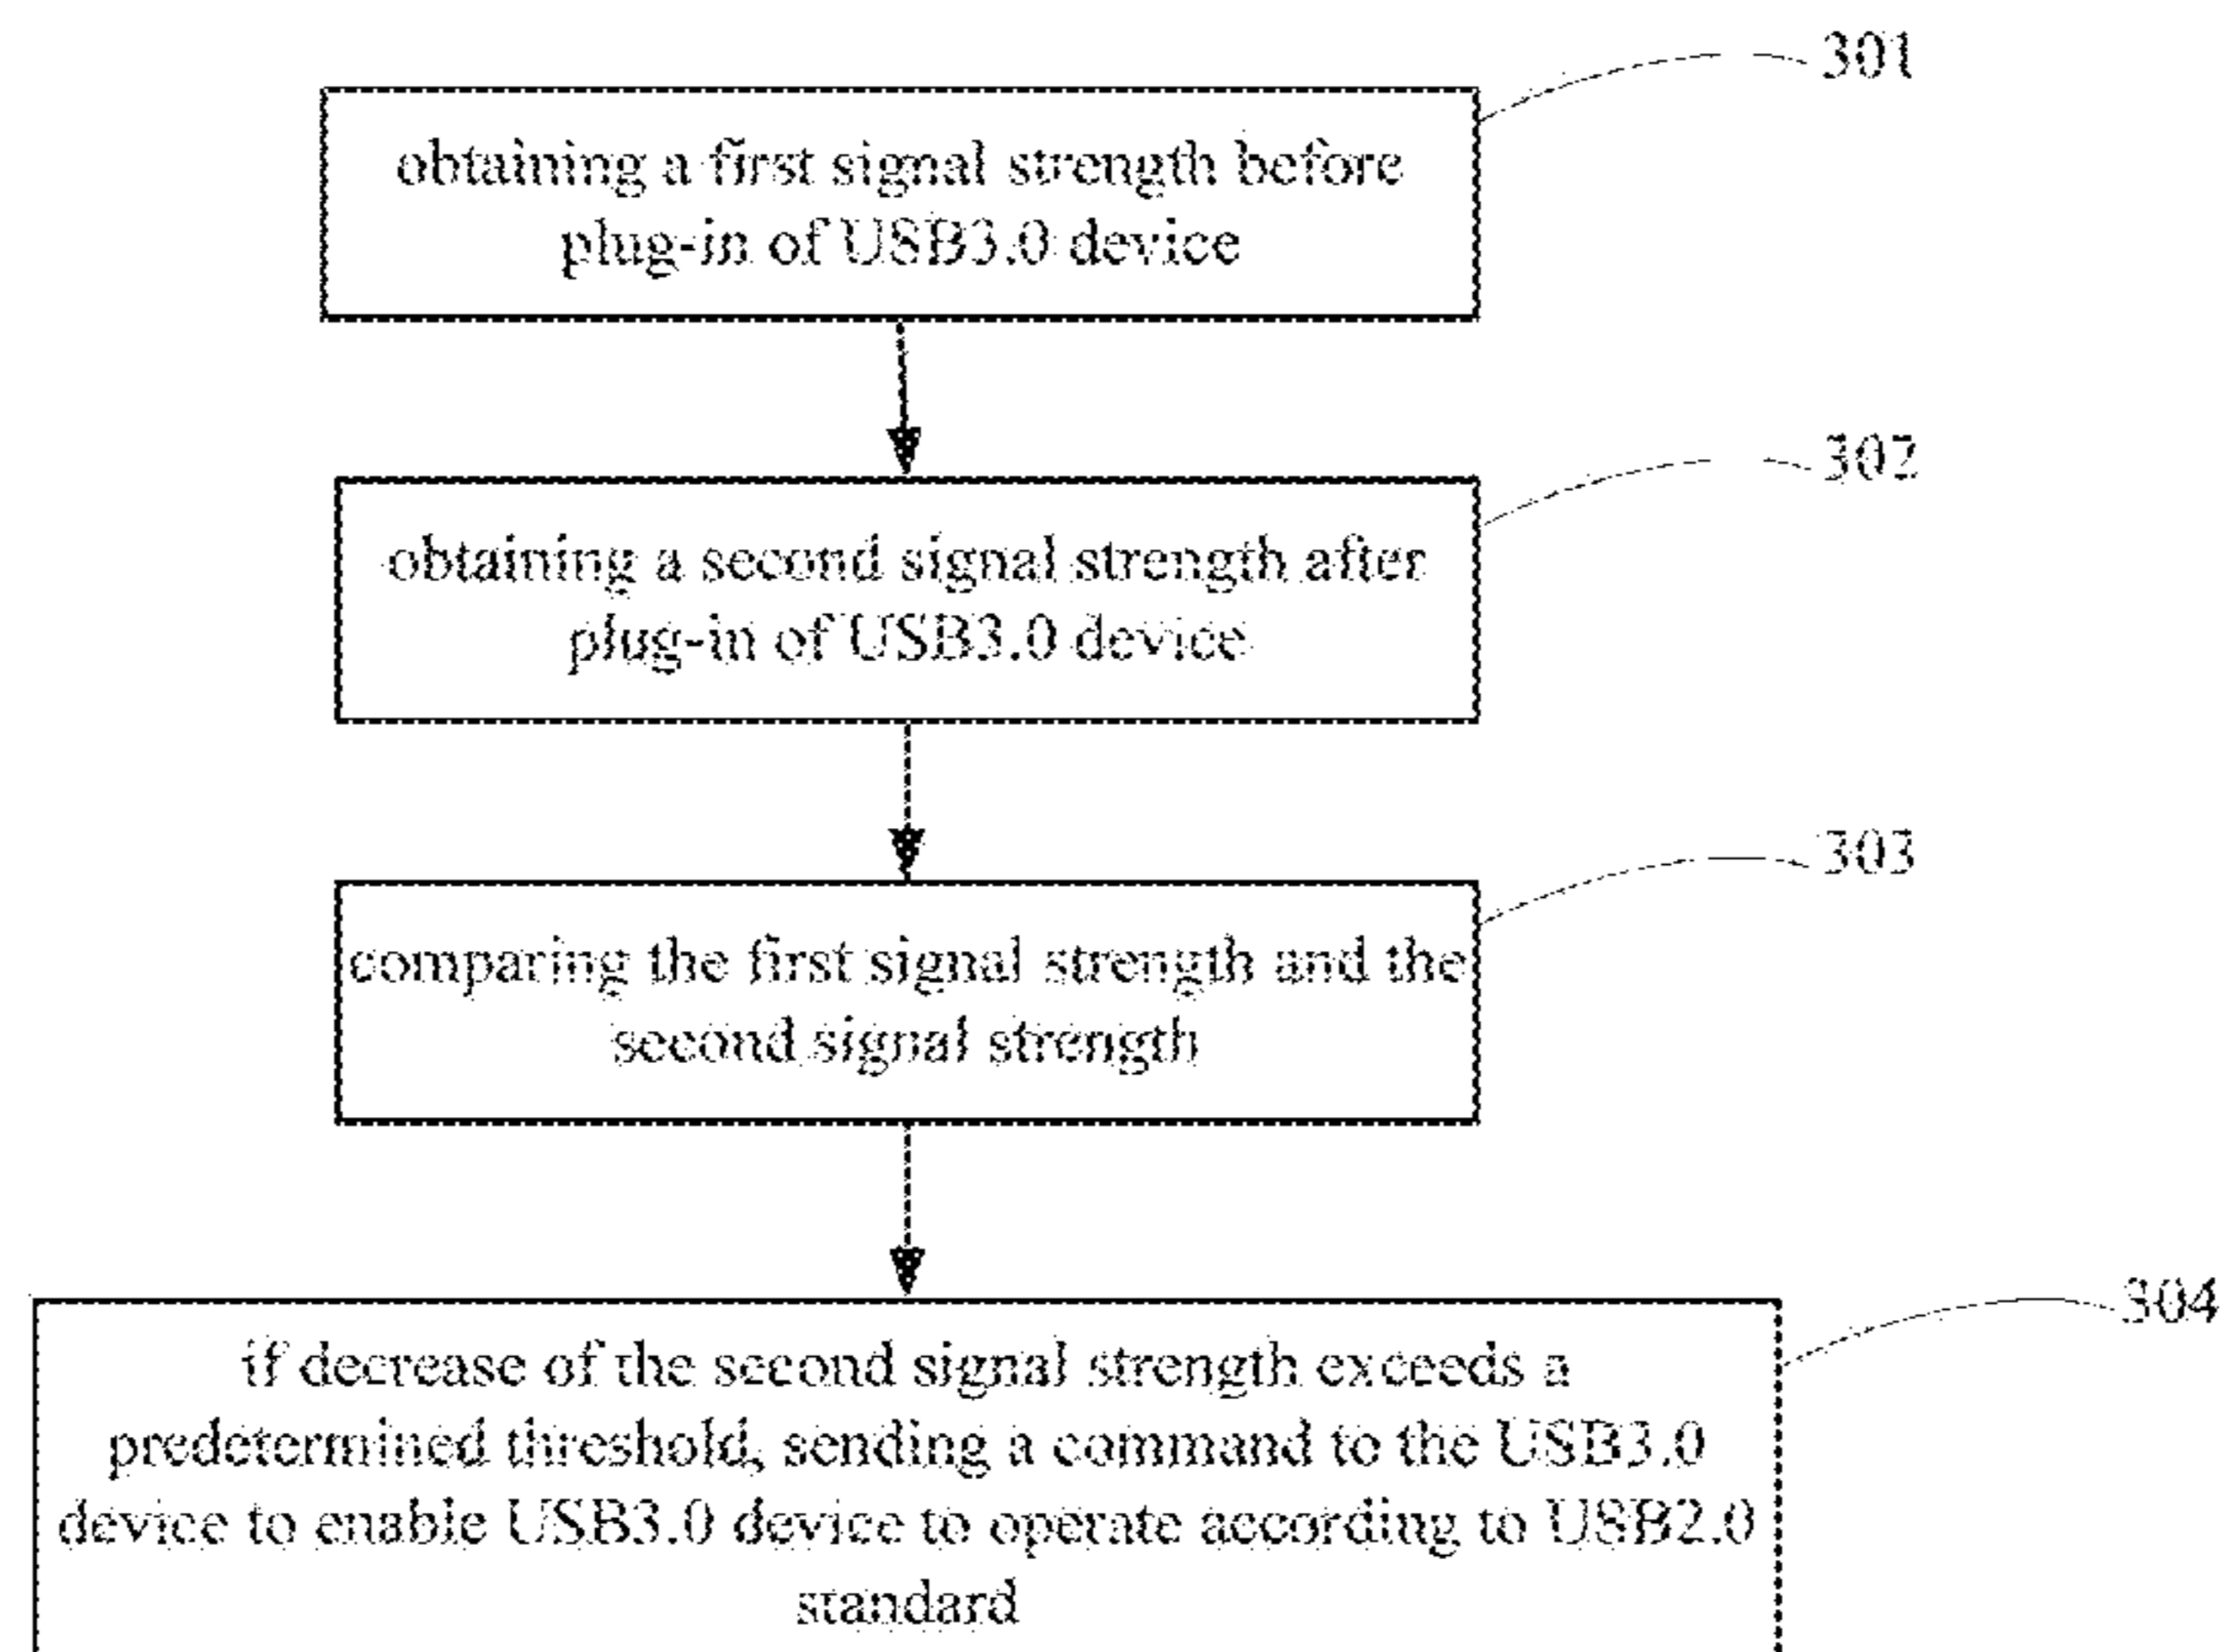 301
obtaining a first signal strength before
plug-in of USB3.0 device
302
obtaining a second signal strength after
plug-in of USB3.0 device
303
comparing the first signal strength and the
second signal strength
304
if decrease of the second signal strength exceeds a
predetermined threshold, sending a command to the USB3.0
device to enable USB3.0 device to operate according to USB2.0
standard